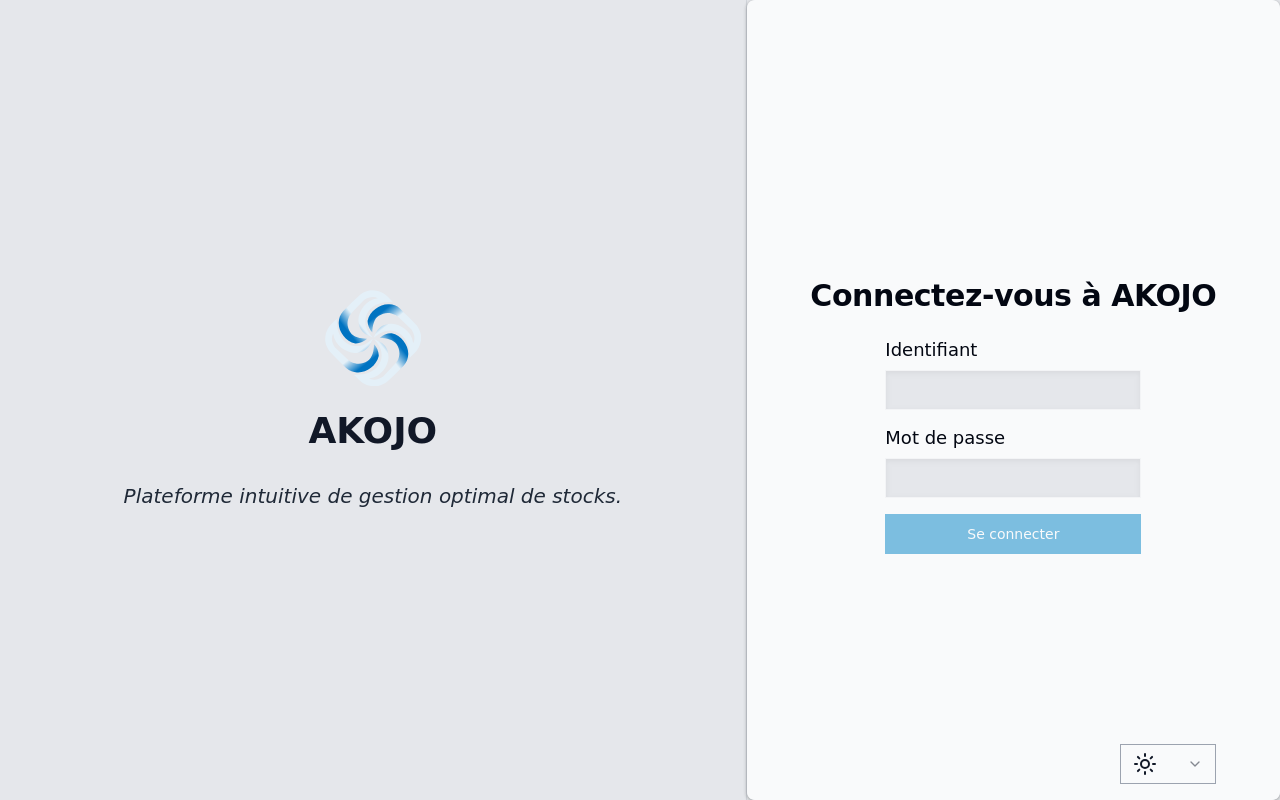 AKOJO
Plateforme intuitive de gestion optimal de stocks.
Connectez-vous à AKOJO
Identifiant
Mot de passe
Se connecter